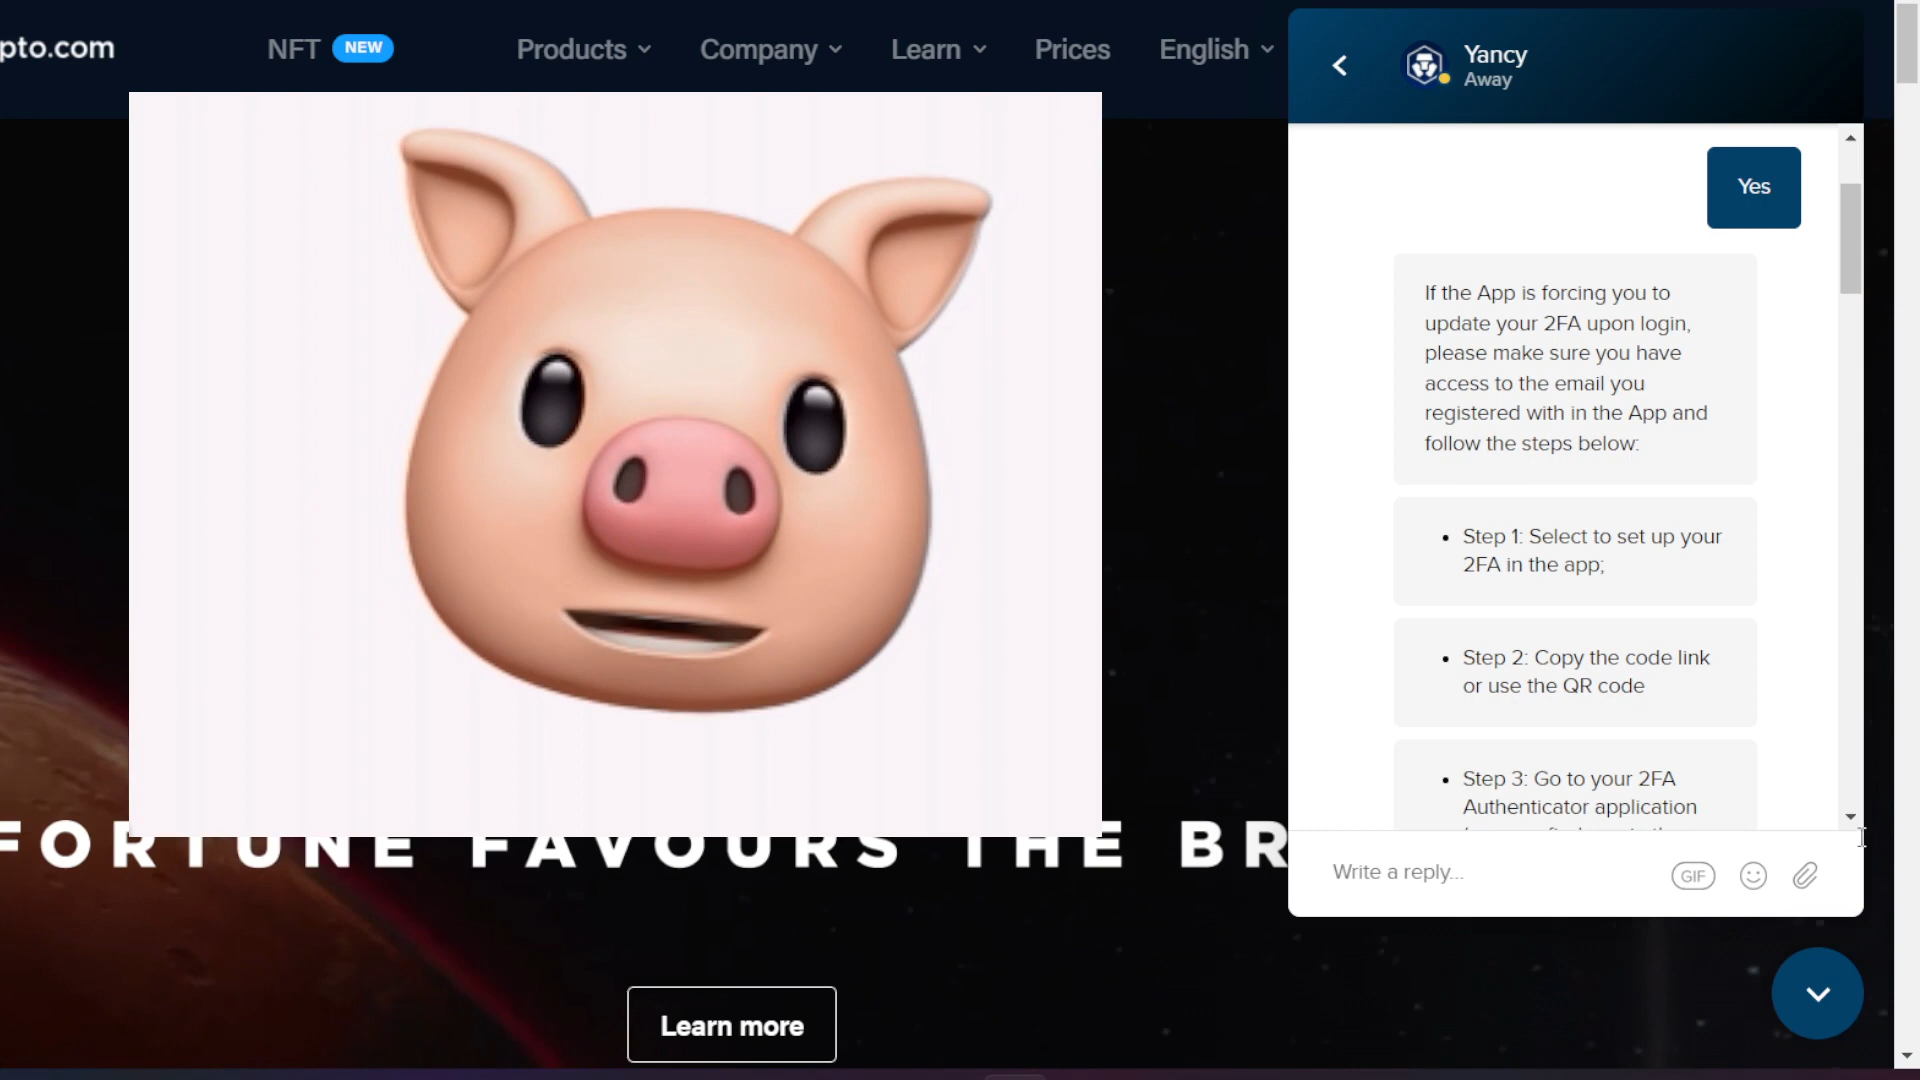 pto.com
NFT NEW
Products
Company
Learn
Prices
English
FORTUNE FAVOURS THE BR
Learn more
Yancy
Away
Yes
If the App is forcing you to
update your 2FA upon login,
please make sure you have
access to the email you
registered with in the App and
follow the steps below:
• Step 1: Select to set up your
2FA in the app;
• Step 2: Copy the code link
or use the QR code
• Step 3: Go to your 2FA
Authenticator application
Write a reply...
GIF